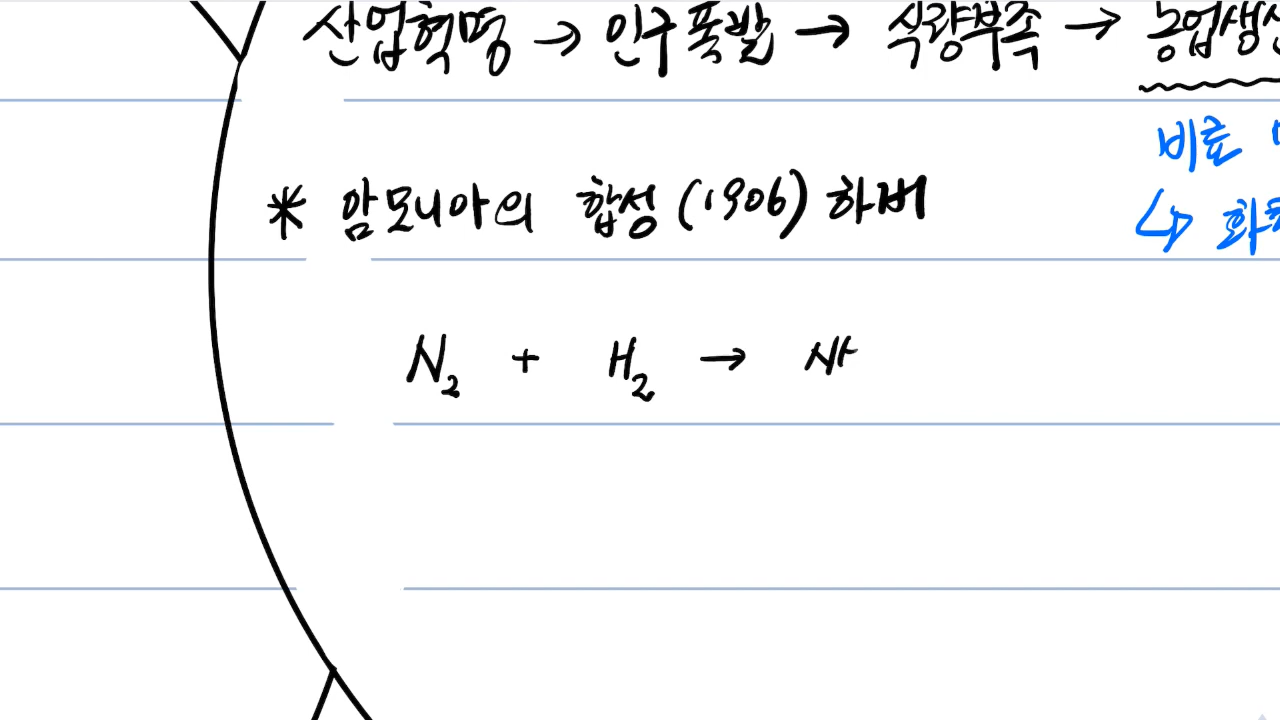 산업혁명 → 인구폭발 → 식량부족 → 농업생산
비료
* 암모니아의 합성 (1906) 하버
↳ 화
N₂ + H₂ →